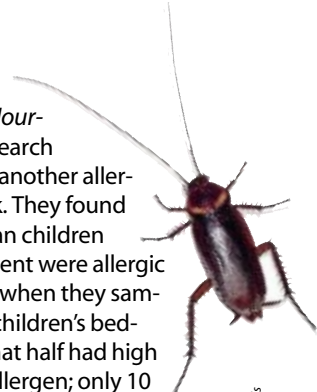 lour-
earch
another aller-
k. They found
an children
ent were allergic
when they sam-
children's bed-
at half had high
llergen; only 10